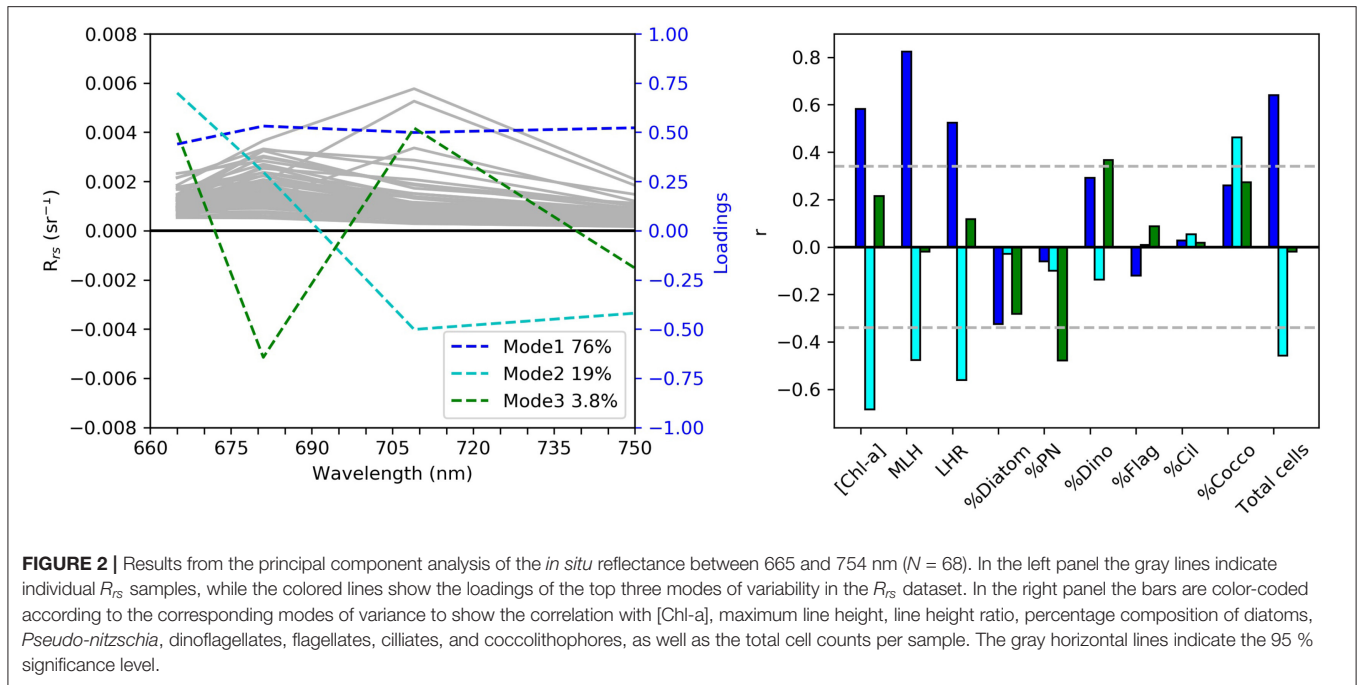 0.008
0.006
0.004
0.002
0.000
−0.002
−0.004
−0.006
−0.008
Rrs (sr⁻¹)
1.00
0.75
0.50
0.25
0.00
−0.25
−0.50
−0.75
−1.00
Loadings
Mode1 76%
Mode2 19%
Mode3 3.8%
660 675 690 705 720 735 750
Wavelength (nm)
0.8
0.6
0.4
0.2
0.0
−0.2
−0.4
−0.6
r
[Chl-a] MLH LHR %Diatom %PN %Dino %Flag %Cil %Cocco Total cells
FIGURE 2 | Results from the principal component analysis of the in situ reflectance between 665 and 754 nm (N = 68). In the left panel the gray lines indicate
individual Rrs samples, while the colored lines show the loadings of the top three modes of variability in the Rrs dataset. In the right panel the bars are color-coded
according to the corresponding modes of variance to show the correlation with [Chl-a], maximum line height, line height ratio, percentage composition of diatoms,
Pseudo-nitzschia, dinoflagellates, flagellates, cilliates, and coccolithophores, as well as the total cell counts per sample. The gray horizontal lines indicate the 95 %
significance level.